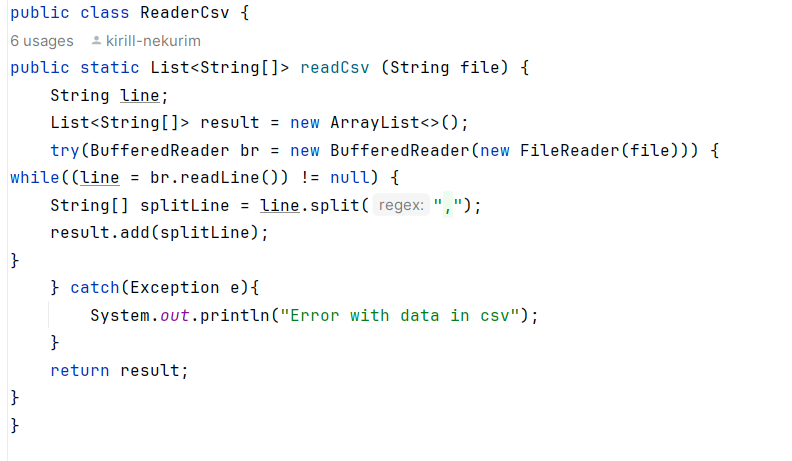 public class ReaderCsv {
6 usages kirill-nekurim
public static List<String[]> readCsv (String file) {
    String line;
    List<String[]> result = new ArrayList<>();
    try(BufferedReader br = new BufferedReader(new FileReader(file))) {
while((line = br.readLine()) != null) {
    String[] splitLine = line.split( regex: ",");
    result.add(splitLine);
}
    } catch(Exception e){
        System.out.println("Error with data in csv");
    }
    return result;
}
}